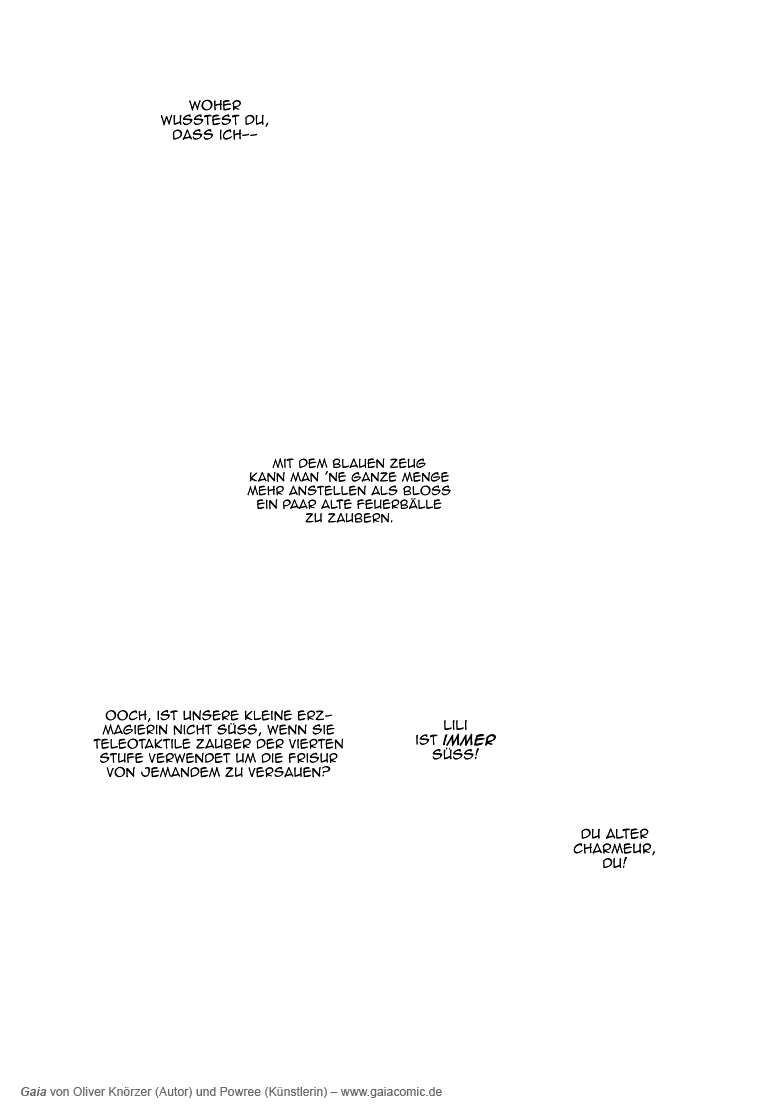 WOHER
WUSSTEST DU,
DASS ICH--
MIT DEM BLAUEN ZEUG
KANN MAN 'NE GANZE MENGE
MEHR ANSTELLEN ALS BLOSS
EIN PAAR ALTE FEUERBÄLLE
ZU ZAUBERN.
OOCH, IST UNSERE KLEINE ERZ-
MAGIERIN NICHT SÜSS, WENN SIE
TELEOTAKTILE ZAUBER DER VIERTEN
STUFE VERWENDET UM DIE FRISUR
VON JEMANDEM ZU VERSAUEN?
LILI
IST IMMER
SÜSS!
DU ALTER
CHARMEUR,
DU!
Gaia von Oliver Knörzer (Autor) und Powree (Künstlerin) – www.gaiacomic.de